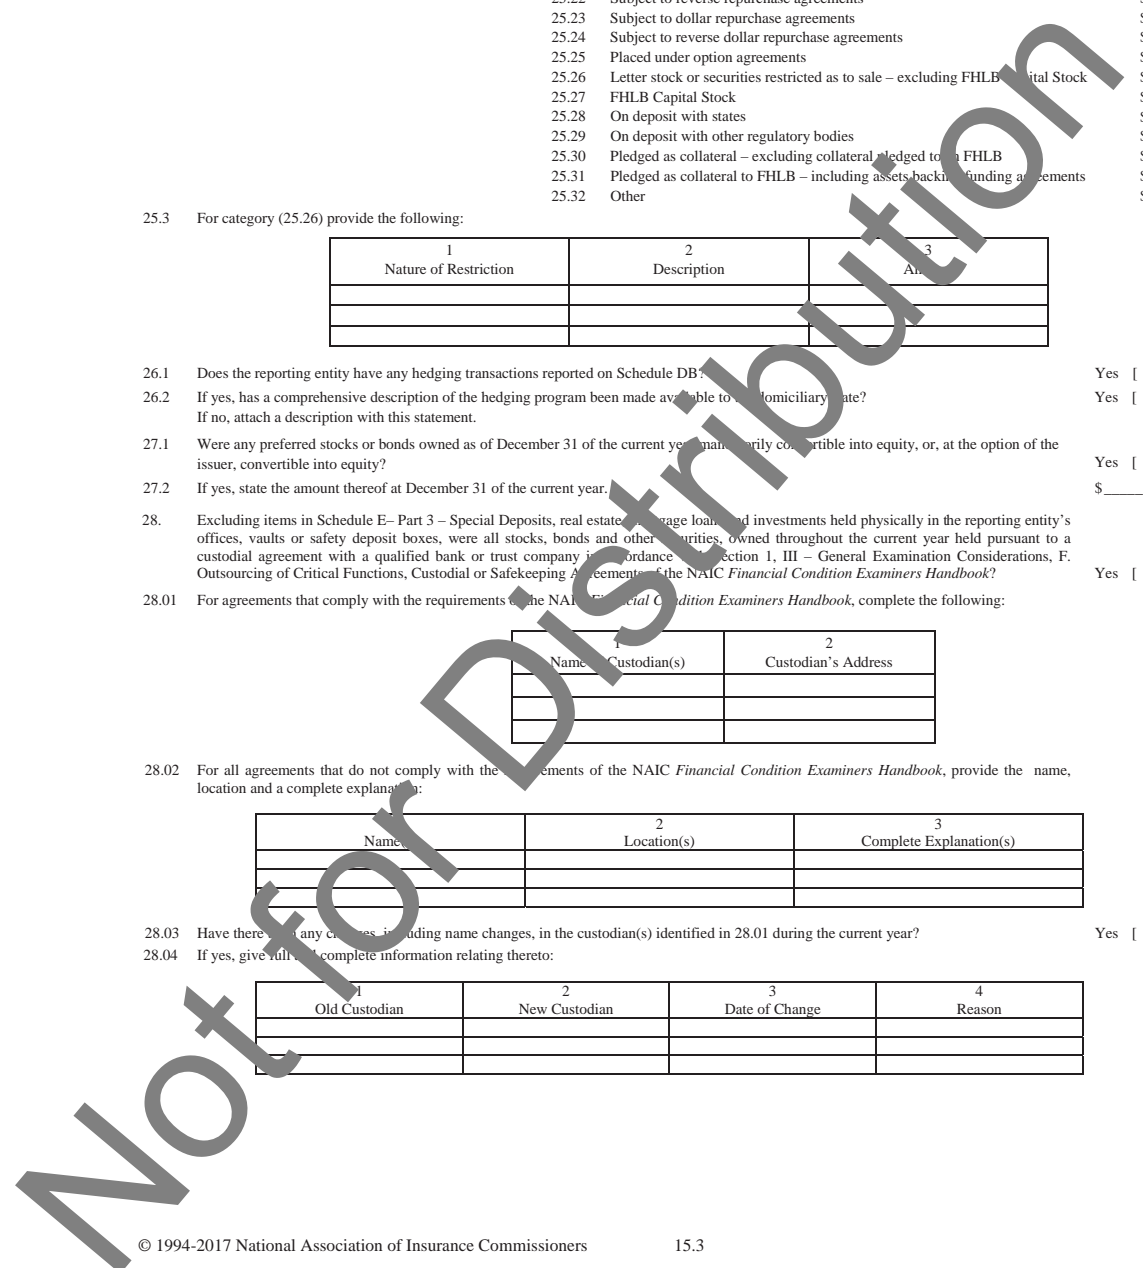 25.22 Subject to reverse repurchase agreements
25.23 Subject to dollar repurchase agreements $
25.24 Subject to reverse dollar repurchase agreements $
25.25 Placed under option agreements $
25.26 Letter stock or securities restricted as to sale – excluding FHLB Capital Stock $
25.27 FHLB Capital Stock $
25.28 On deposit with states $
25.29 On deposit with other regulatory bodies $
25.30 Pledged as collateral – excluding collateral pledged to an FHLB $
25.31 Pledged as collateral to FHLB – including assets backing funding agreements $
25.32 Other $
25.3 For category (25.26) provide the following:
1 2 3
Nature of Restriction Description
26.1 Does the reporting entity have any hedging transactions reported on Schedule DB? Yes [
26.2 If yes, has a comprehensive description of the hedging program been made available to domiciliary state? Yes [
If no, attach a description with this statement.
27.1 Were any preferred stocks or bonds owned as of December 31 of the current year mandatorily convertible into equity, or, at the option of the
issuer, convertible into equity? Yes [
27.2 If yes, state the amount thereof at December 31 of the current year. $_____
28. Excluding items in Schedule E– Part 3 – Special Deposits, real estate, mortgage loans and investments held physically in the reporting entity's
offices, vaults or safety deposit boxes, were all stocks, bonds and other securities, owned throughout the current year held pursuant to a
custodial agreement with a qualified bank or trust company in accordance Section 1, III – General Examination Considerations, F.
Outsourcing of Critical Functions, Custodial or Safekeeping Agreements of the NAIC Financial Condition Examiners Handbook? Yes [
28.01 For agreements that comply with the requirements of the NAIC Financial Condition Examiners Handbook, complete the following:
1 2
Name Custodian(s) Custodian's Address
28.02 For all agreements that do not comply with the requirements of the NAIC Financial Condition Examiners Handbook, provide the name,
location and a complete explanation:
2 3
Name Location(s) Complete Explanation(s)
28.03 Have there any changes, including name changes, in the custodian(s) identified in 28.01 during the current year? Yes [
28.04 If yes, give full and complete information relating thereto:
1 2 3 4
Old Custodian New Custodian Date of Change Reason
© 1994-2017 National Association of Insurance Commissioners 15.3
Not for Distribution